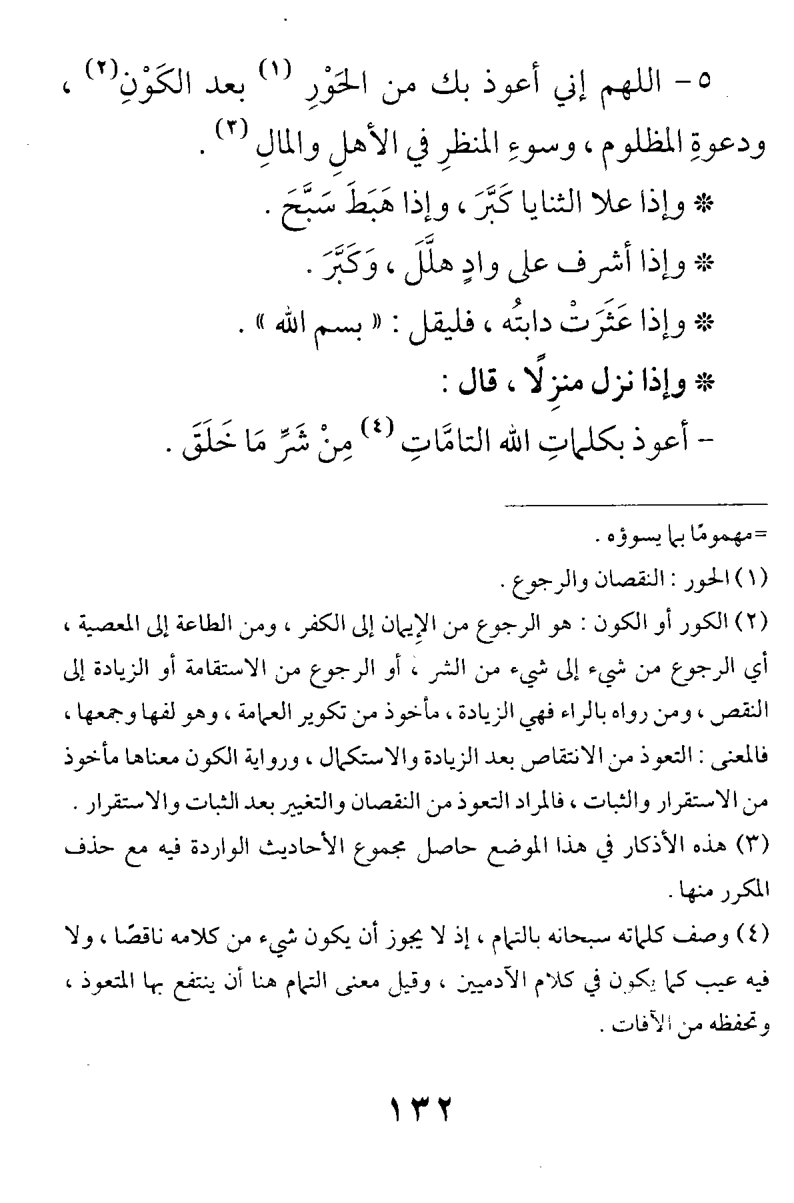 ٥- اللهم إني أعوذ بك من الحَوْرِ (١) بعد الكَوْنِ (٢) ،
ودعوةِ المظلوم ، وسوءِ المنظرِ في الأهلِ والمالِ (٣) .
* وإذا علا الثنايا كَبَّرَ ، وإذا هَبَطَ سَبَّحَ .
* وإذا أشرف على وادٍ هلَّلَ ، وَكَبَّرَ .
* وإذا عَثَرَتْ دابتُه ، فليقل : « بسم الله » .
* وإذا نزل منزِلًا ، قال :
- أعوذ بكلماتِ الله التامَّاتِ (٤) مِنْ شَرِّ مَا خَلَقَ .
=مهمومًا بما يسوؤه .
(١) الحور : النقصان والرجوع .
(٢) الكور أو الكون : هو الرجوع من الإيمان إلى الكفر ، ومن الطاعة إلى المعصية ،
أي الرجوع من شيء إلى شيء من الشر ، أو الرجوع من الاستقامة أو الزيادة إلى
النقص ، ومن رواه بالراء فهي الزيادة ، مأخوذ من تكوير العمامة ، وهو لفها وجمعها ،
فالمعنى : التعوذ من الانتقاص بعد الزيادة والاستكمال ، ورواية الكون معناها مأخوذ
من الاستقرار والثبات ، فالمراد التعوذ من النقصان والتغيير بعد الثبات والاستقرار .
(٣) هذه الأذكار في هذا الموضع حاصل مجموع الأحاديث الواردة فيه مع حذف
المكرر منها .
(٤) وصف كلماته سبحانه بالتمام ، إذ لا يجوز أن يكون شيء من كلامه ناقصًا ، ولا
فيه عيب كما يكون في كلام الآدميين ، وقيل معنى التمام هنا أن ينتفع بها المتعوذ ،
وتحفظه من الآفات .
١٣٢